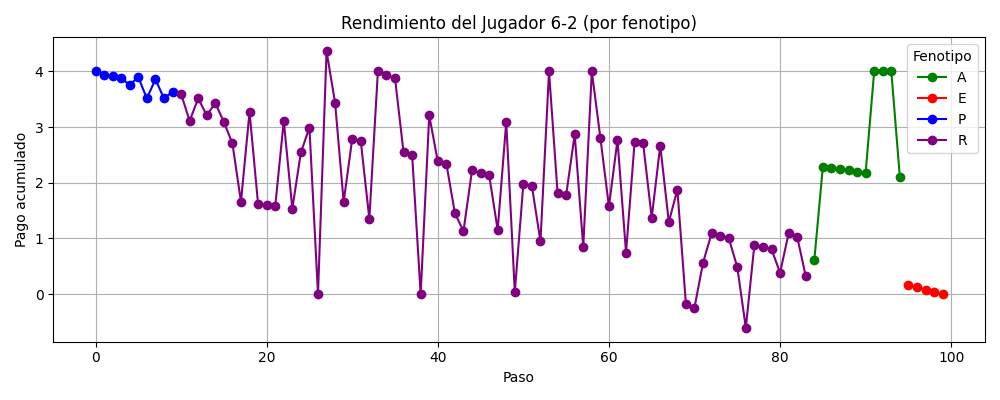 Rendimiento del Jugador 6-2 (por fenotipo)
Pago acumulado
4
3
2
1
0
0
20
40
60
80
100
Paso
Fenotipo
A
E
P
R